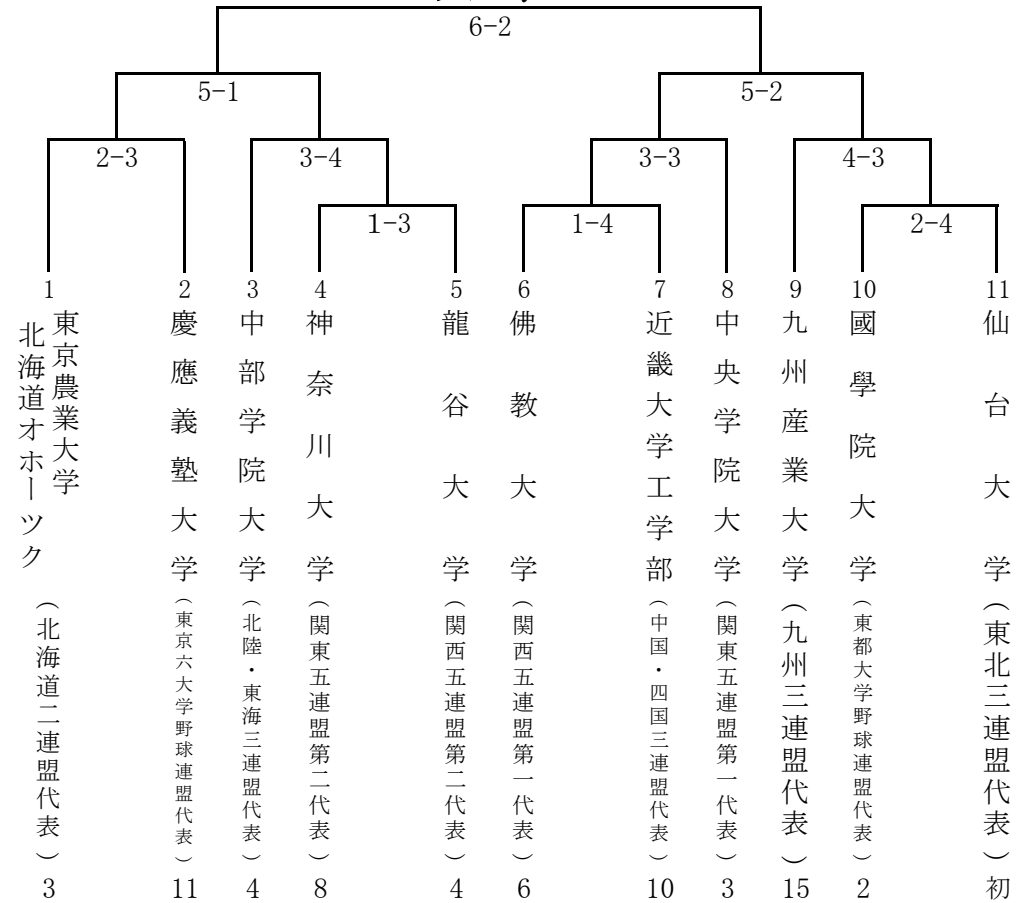 6-2
5-1
5-2
2-3
3-4
3-3
4-3
1-3
1-4
2-4
1
東京農業大学
北海道オホーツク
(北海道二連盟代表)
3
2
慶應義塾大学
(東京六大学野球連盟代表)
11
3
中部学院大学
(北陸・東海三連盟代表)
4
4
神奈川大学
(関東五連盟第二代表)
8
5
龍谷大学
(関西五連盟第二代表)
4
6
佛教大学
(関西五連盟第一代表)
6
7
近畿大学工学部
(中国・四国三連盟代表)
10
8
中央学院大学
(関東五連盟第一代表)
3
9
九州産業大学
(九州三連盟代表)
15
10
國學院大学
(東都大学野球連盟代表)
2
11
仙台大学
(東北三連盟代表)
初